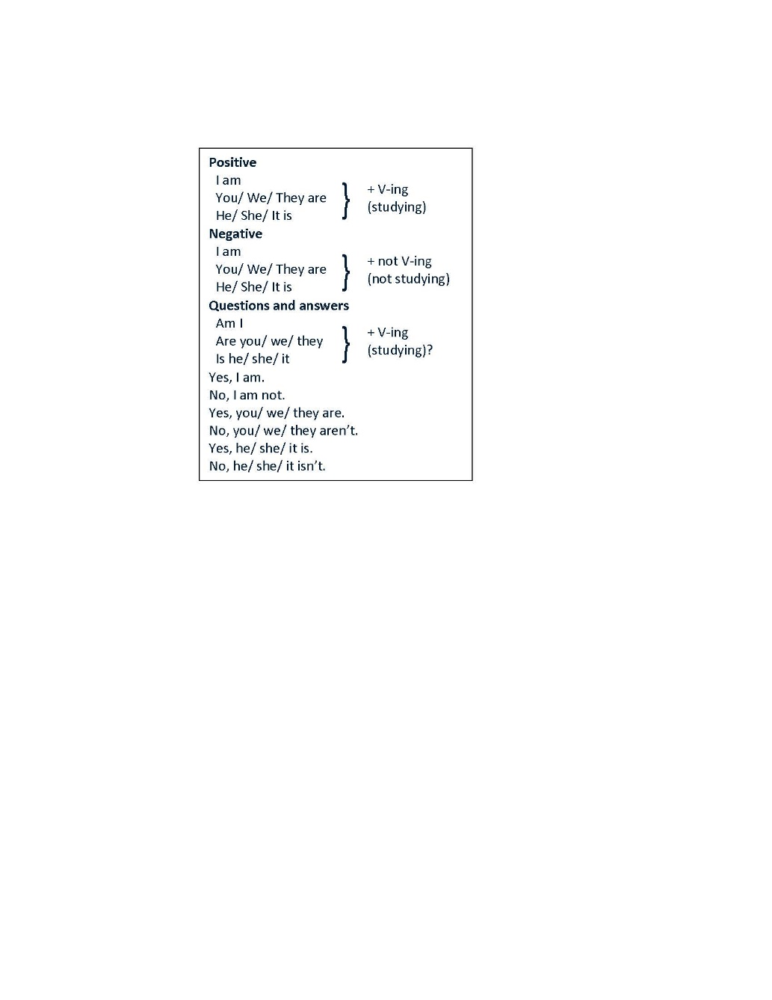 Positive
I am
You/ We/ They are
He/ She/ It is
} + V-ing
(studying)
Negative
I am
You/ We/ They are
He/ She/ It is
} + not V-ing
(not studying)
Questions and answers
Am I
Are you/ we/ they
Is he/ she/ it
} + V-ing
(studying)?
Yes, I am.
No, I am not.
Yes, you/ we/ they are.
No, you/ we/ they aren’t.
Yes, he/ she/ it is.
No, he/ she/ it isn’t.